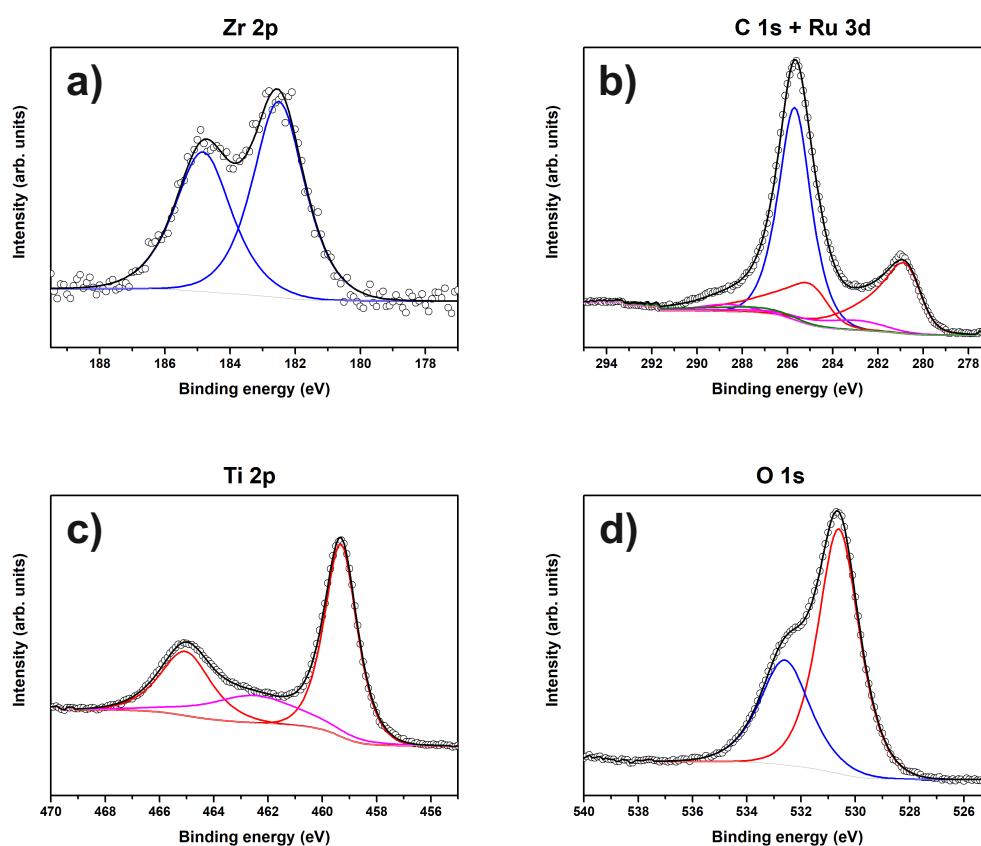 Zr 2p
a)
Intensity (arb. units)
188 186 184 182 180 178
Binding energy (eV)
C 1s + Ru 3d
b)
Intensity (arb. units)
294 292 290 288 286 284 282 280 278
Binding energy (eV)
Ti 2p
c)
Intensity (arb. units)
470 468 466 464 462 460 458 456
Binding energy (eV)
O 1s
d)
Intensity (arb. units)
540 538 536 534 532 530 528 526
Binding energy (eV)